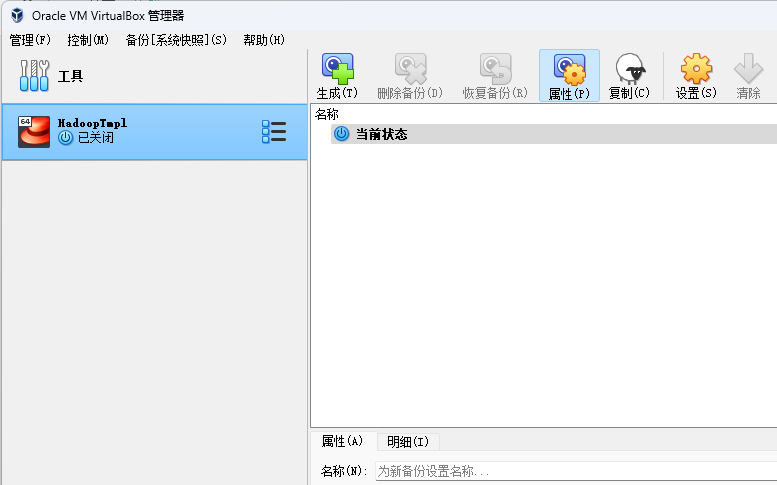 Oracle VM VirtualBox 管理器
管理(F) 控制(M) 备份[系统快照](S) 帮助(H)
工具
生成(T) 删除备份(D) 恢复备份(R) 属性(P) 复制(C) 设置(S) 清除
名称
当前状态
64
HadoopTmpl
已关闭
属性(A) 明细(I)
名称(N): 为新备份设置名称...